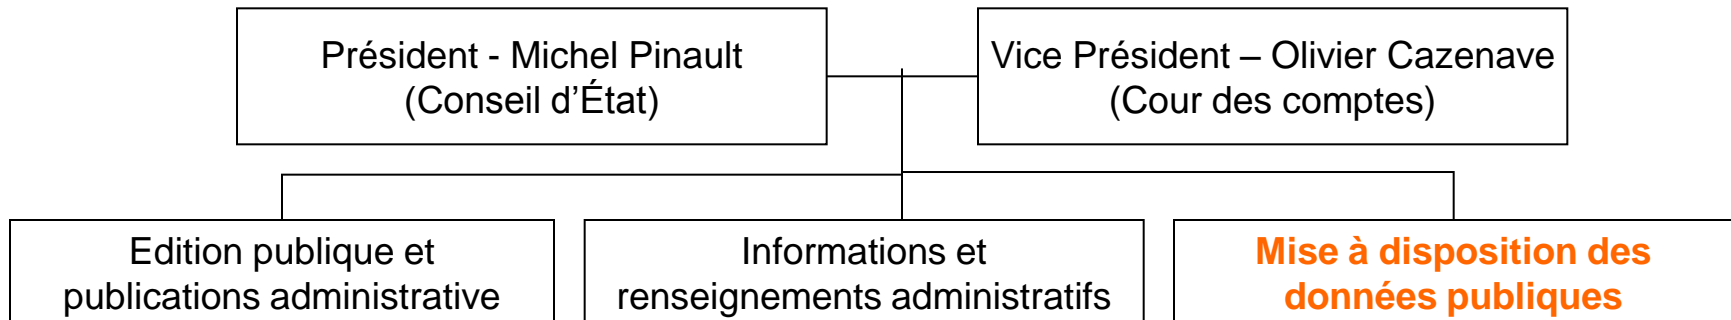 Président - Michel Pinault
(Conseil d'État)
Vice Président – Olivier Cazenave
(Cour des comptes)
Edition publique et
publications administrative
Informations et
renseignements administratifs
Mise à disposition des
données publiques